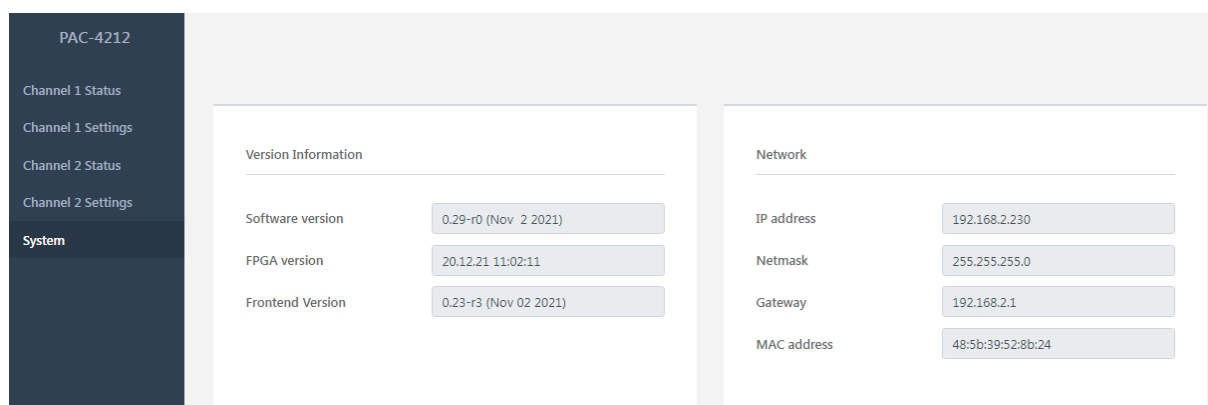 PAC-4212
Channel 1 Status
Channel 1 Settings
Channel 2 Status
Channel 2 Settings
System
Version Information
Software version 0.29-r0 (Nov  2 2021)
FPGA version 20.12.21 11:02:11
Frontend Version 0.23-r3 (Nov 02 2021)
Network
IP address 192.168.2.230
Netmask 255.255.255.0
Gateway 192.168.2.1
MAC address 48:5b:39:52:8b:24